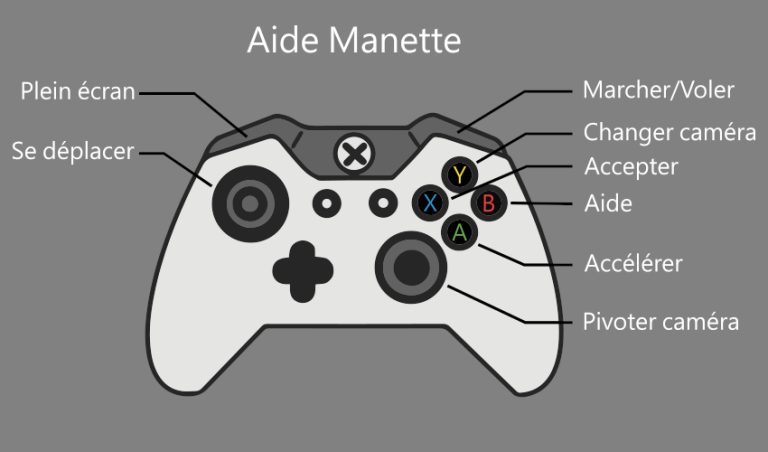 Aide Manette
Plein écran
Marcher/Voler
Se déplacer
Changer caméra
Accepter
Aide
Accélérer
Pivoter caméra
Y
X
B
A